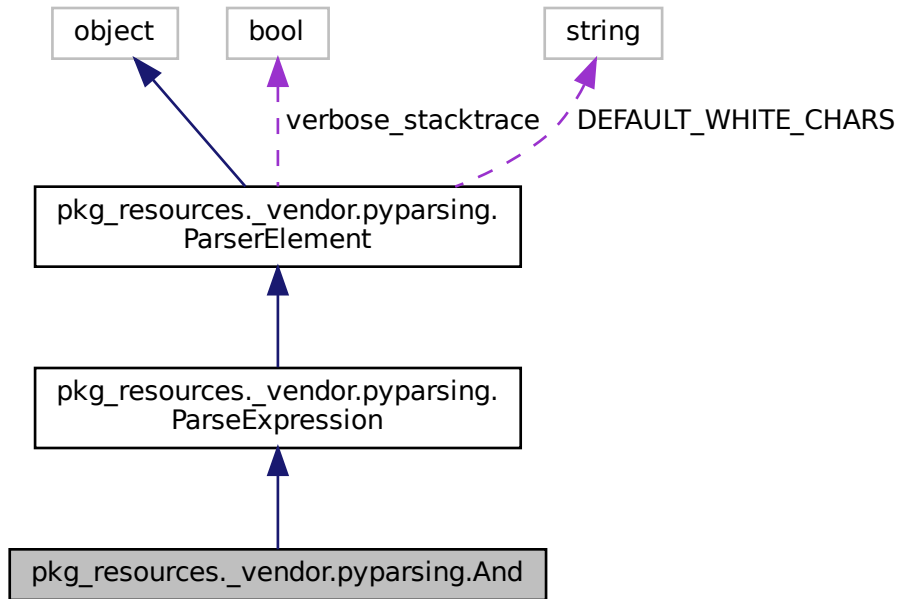 object
bool
string
verbose_stacktrace
DEFAULT_WHITE_CHARS
pkg_resources._vendor.pyparsing.
ParserElement
pkg_resources._vendor.pyparsing.
ParseExpression
pkg_resources._vendor.pyparsing.And